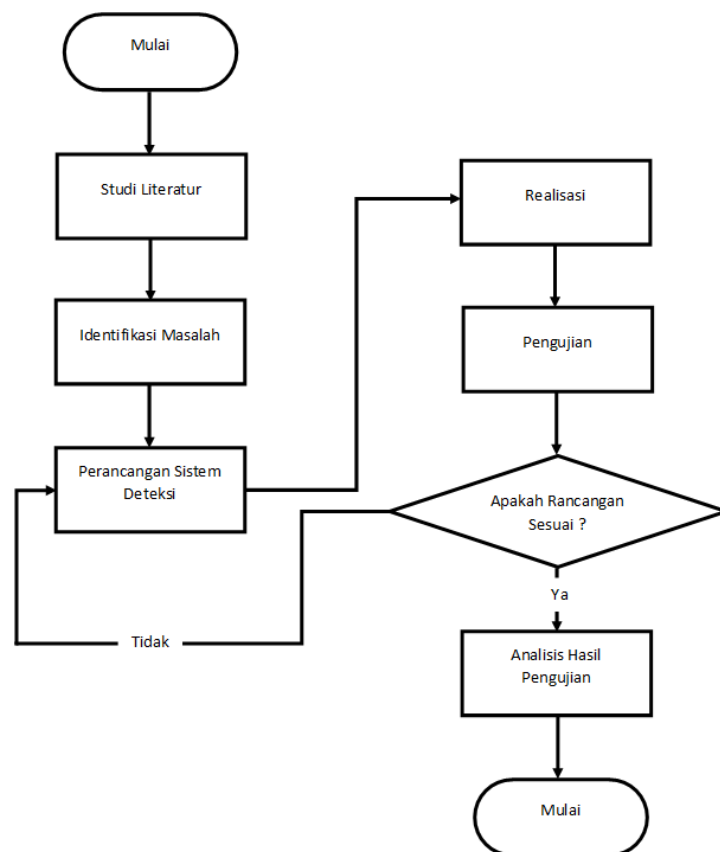 Mulai
Studi Literatur
Identifikasi Masalah
Perancangan Sistem
Deteksi
Realisasi
Pengujian
Apakah Rancangan
Sesuai ?
Tidak
Ya
Analisis Hasil
Pengujian
Mulai